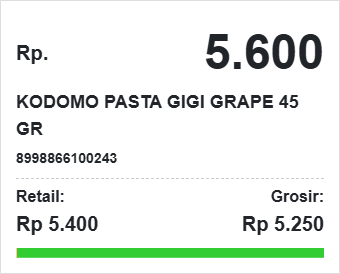 Rp. 5.600
KODOMO PASTA GIGI GRAPE 45
GR
8998866100243
Retail: Grosir:
Rp 5.400 Rp 5.250